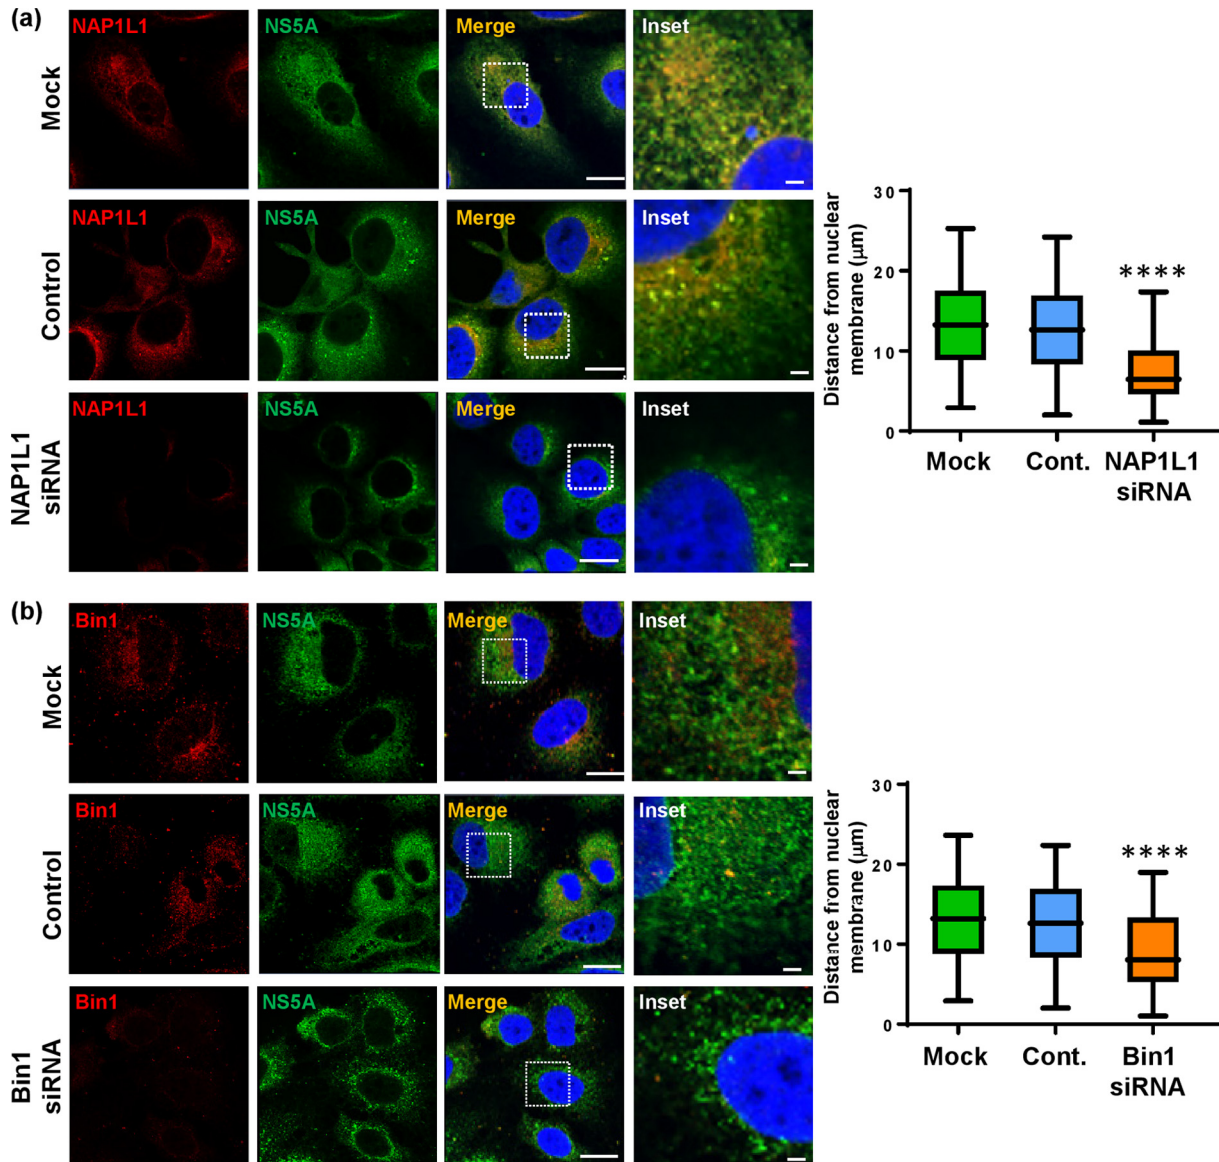 (a)
NAP1L1 NS5A Merge Inset
Mock
NAP1L1 NS5A Merge Inset
Control
NAP1L1 NS5A Merge Inset
NAP1L1
siRNA
Distance from nuclear
membrane (μm)
30
20
10
0
****
Mock Cont. NAP1L1
siRNA
(b)
Bin1 NS5A Merge Inset
Mock
Bin1 NS5A Merge Inset
Control
Bin1 NS5A Merge Inset
Bin1
siRNA
Distance from nuclear
membrane (μm)
30
20
10
0
****
Mock Cont. Bin1
siRNA